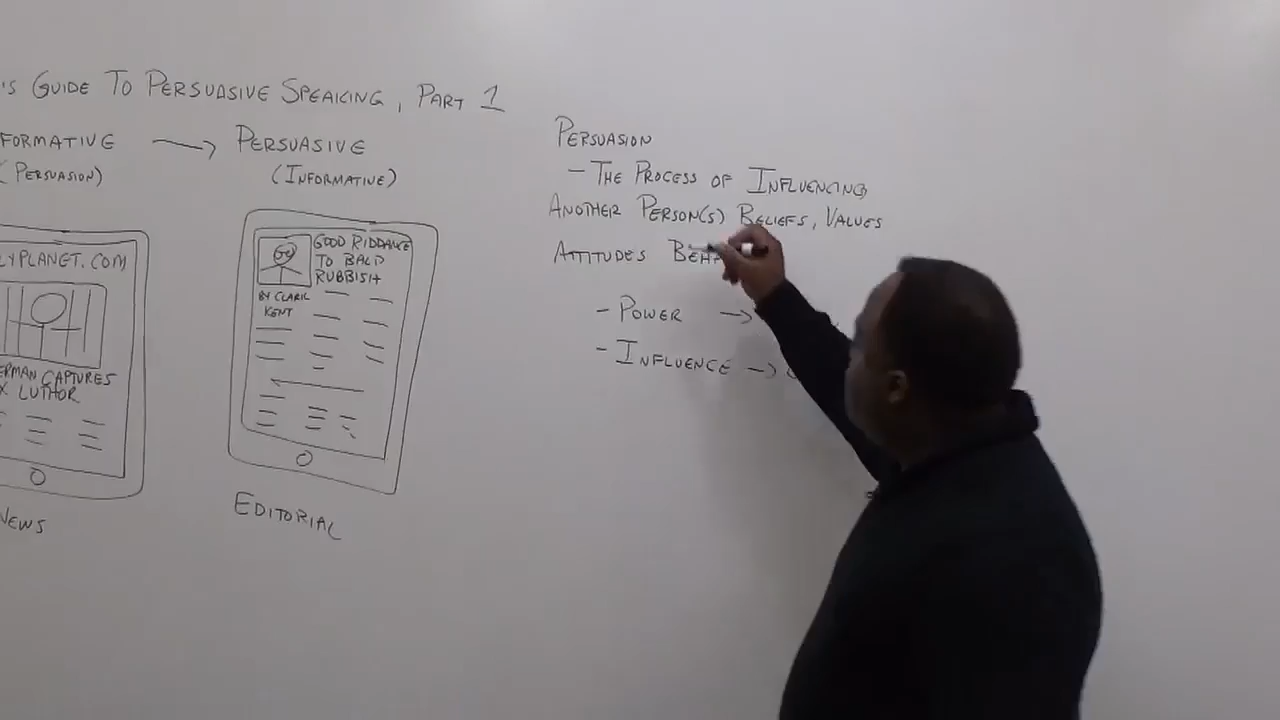 'S GUIDE TO PERSUASIVE SPEAKING, PART 1
FORMATIVE → PERSUASIVE
(PERSUASION)
(INFORMATIVE)
LYPLANET.COM
ERMAN CAPTURES
X LUTHOR
NEWS
GOOD RIDDANCE
TO BALD
RUBBISH
BY CLARK
KENT
EDITORIAL
PERSUASION
- THE PROCESS OF INFLUENCING
ANOTHER PERSON(S) BELIEFS, VALUES
ATTITUDES BEHA
- POWER →
- INFLUENCE →